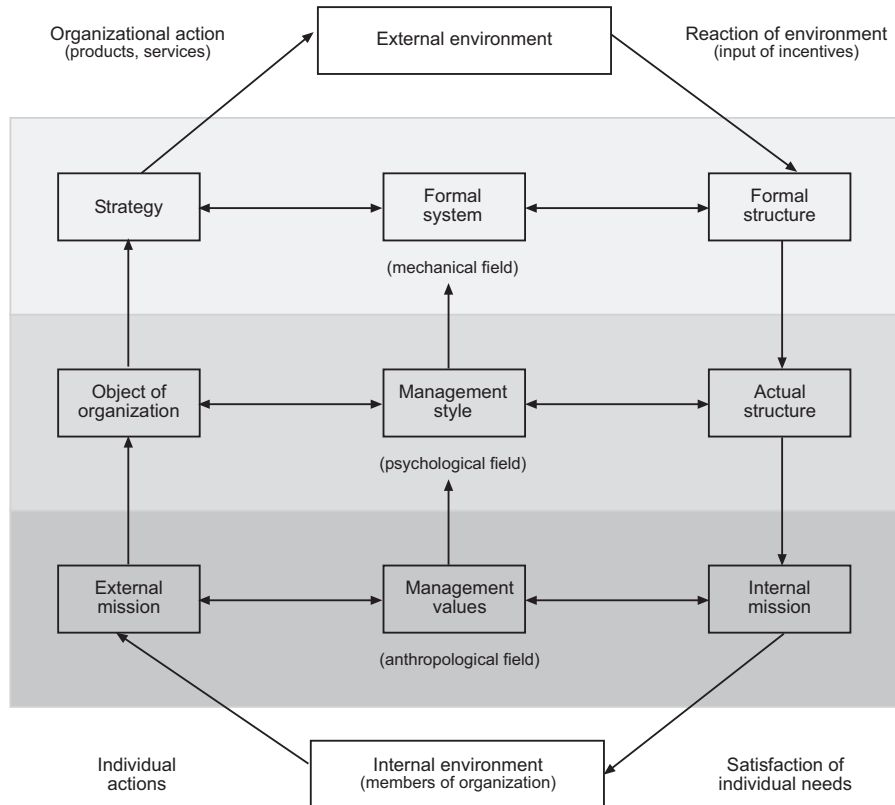 Organizational action
(products, services)
External environment
Reaction of environment
(input of incentives)
Strategy
Formal
system
Formal
structure
(mechanical field)
Object of
organization
Management
style
Actual
structure
(psychological field)
External
mission
Management
values
Internal
mission
(anthropological field)
Individual
actions
Internal environment
(members of organization)
Satisfaction of
individual needs